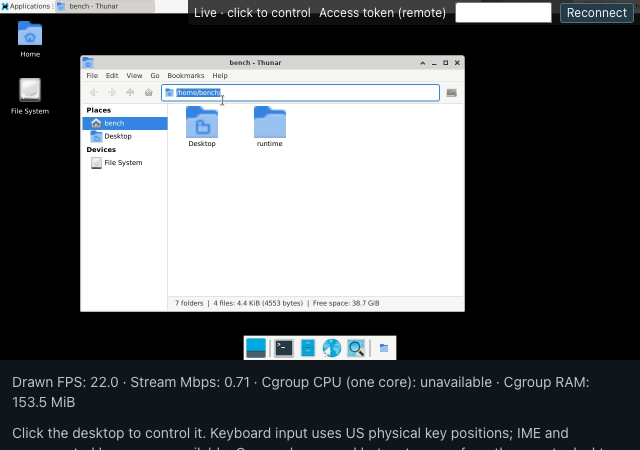 Applications
bench - Thunar
Live · click to control Access token (remote) Reconnect
Home
File System
bench - Thunar
File Edit View Go Bookmarks Help
/home/bench/
Places
bench
Desktop
Devices
File System
Desktop
runtime
7 folders | 4 files: 4.4 KiB (4553 bytes) | Free space: 38.7 GiB
Drawn FPS: 22.0 · Stream Mbps: 0.71 · Cgroup CPU (one core): unavailable · Cgroup RAM:
153.5 MiB
Click the desktop to control it. Keyboard input uses US physical key positions; IME and